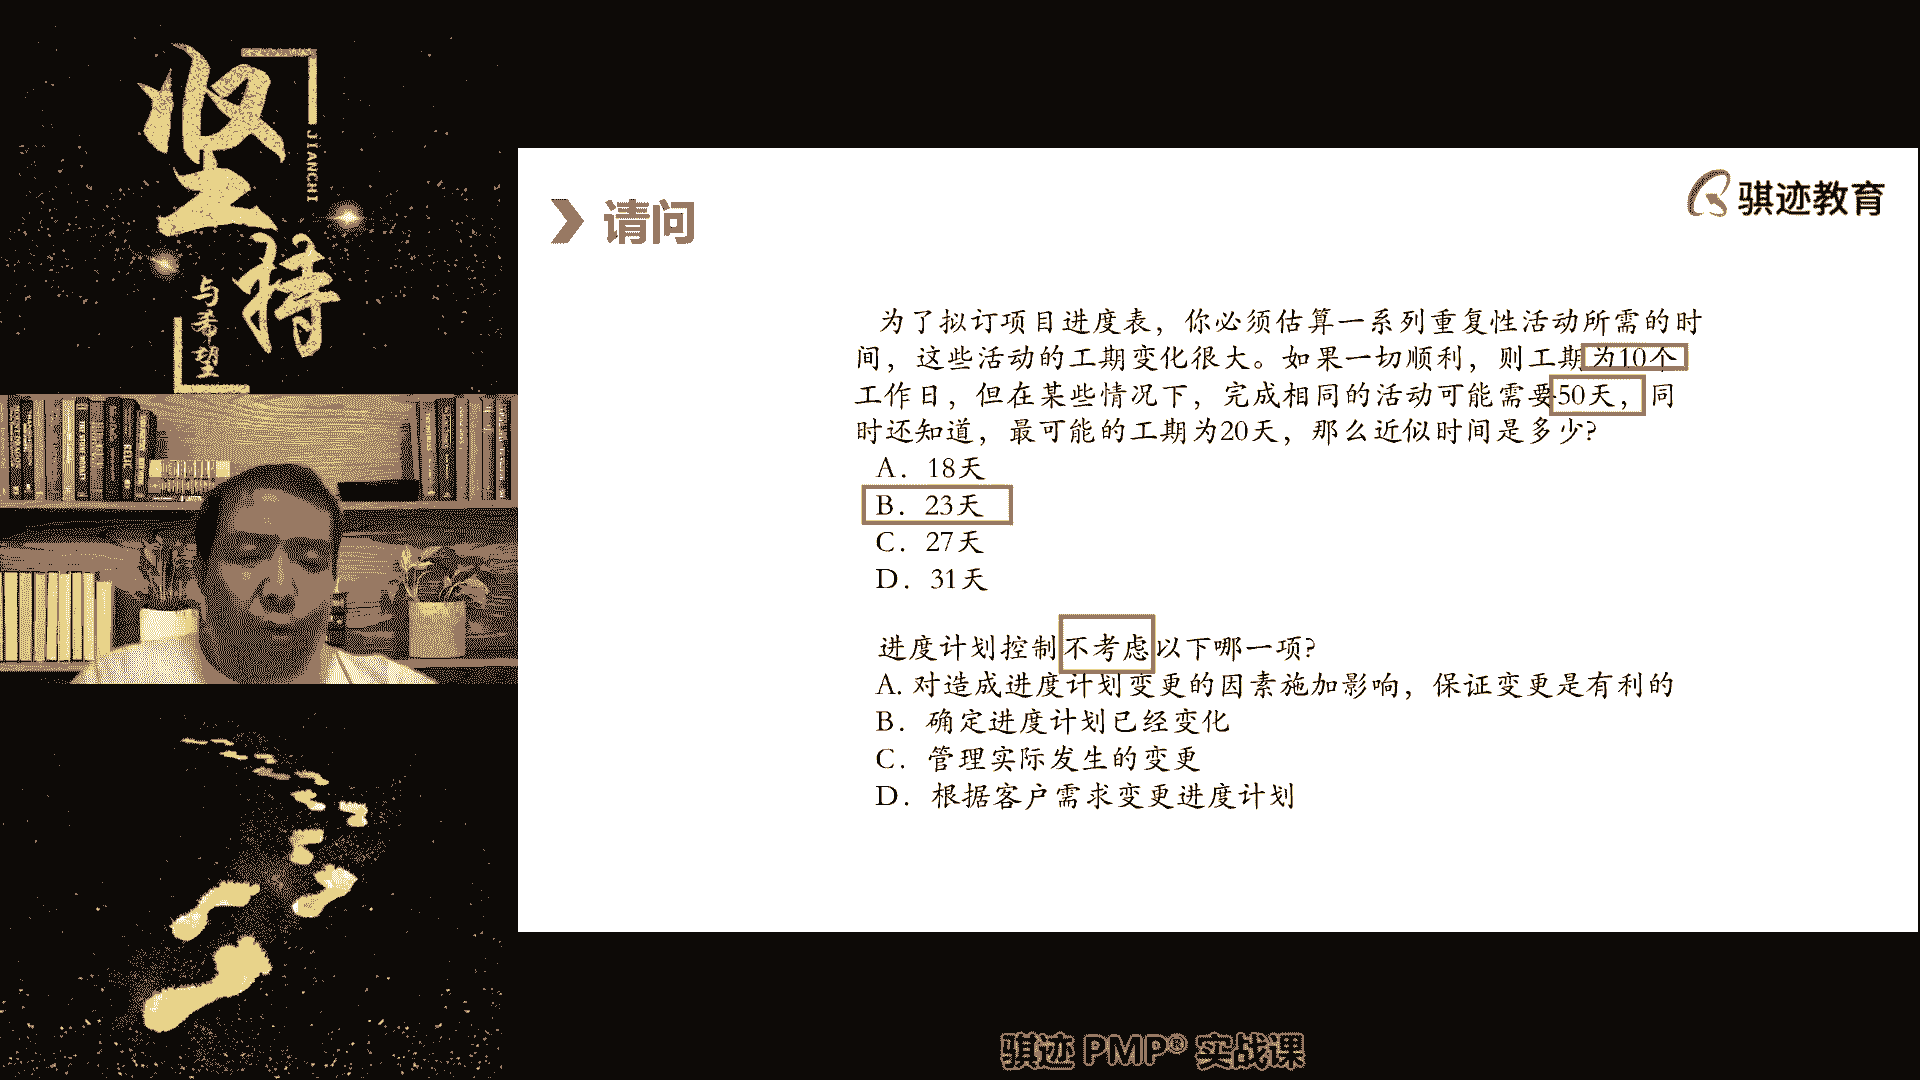 坚持
JIANCHI
与希望
请问
骐迹教育
为了拟订项目进度表，你必须估算一系列重复性活动所需的时
间，这些活动的工期变化很大。如果一切顺利，则工期为10个
工作日，但在某些情况下，完成相同的活动可能需要50天，同
时还知道，最可能的工期为20天，那么近似时间是多少?
A．18天
B．23天
C．27天
D．31天
进度计划控制不考虑以下哪一项?
A. 对造成进度计划变更的因素施加影响，保证变更是有利的
B．确定进度计划已经变化
C．管理实际发生的变更
D．根据客户需求变更进度计划
骐迹 PMP® 实战课